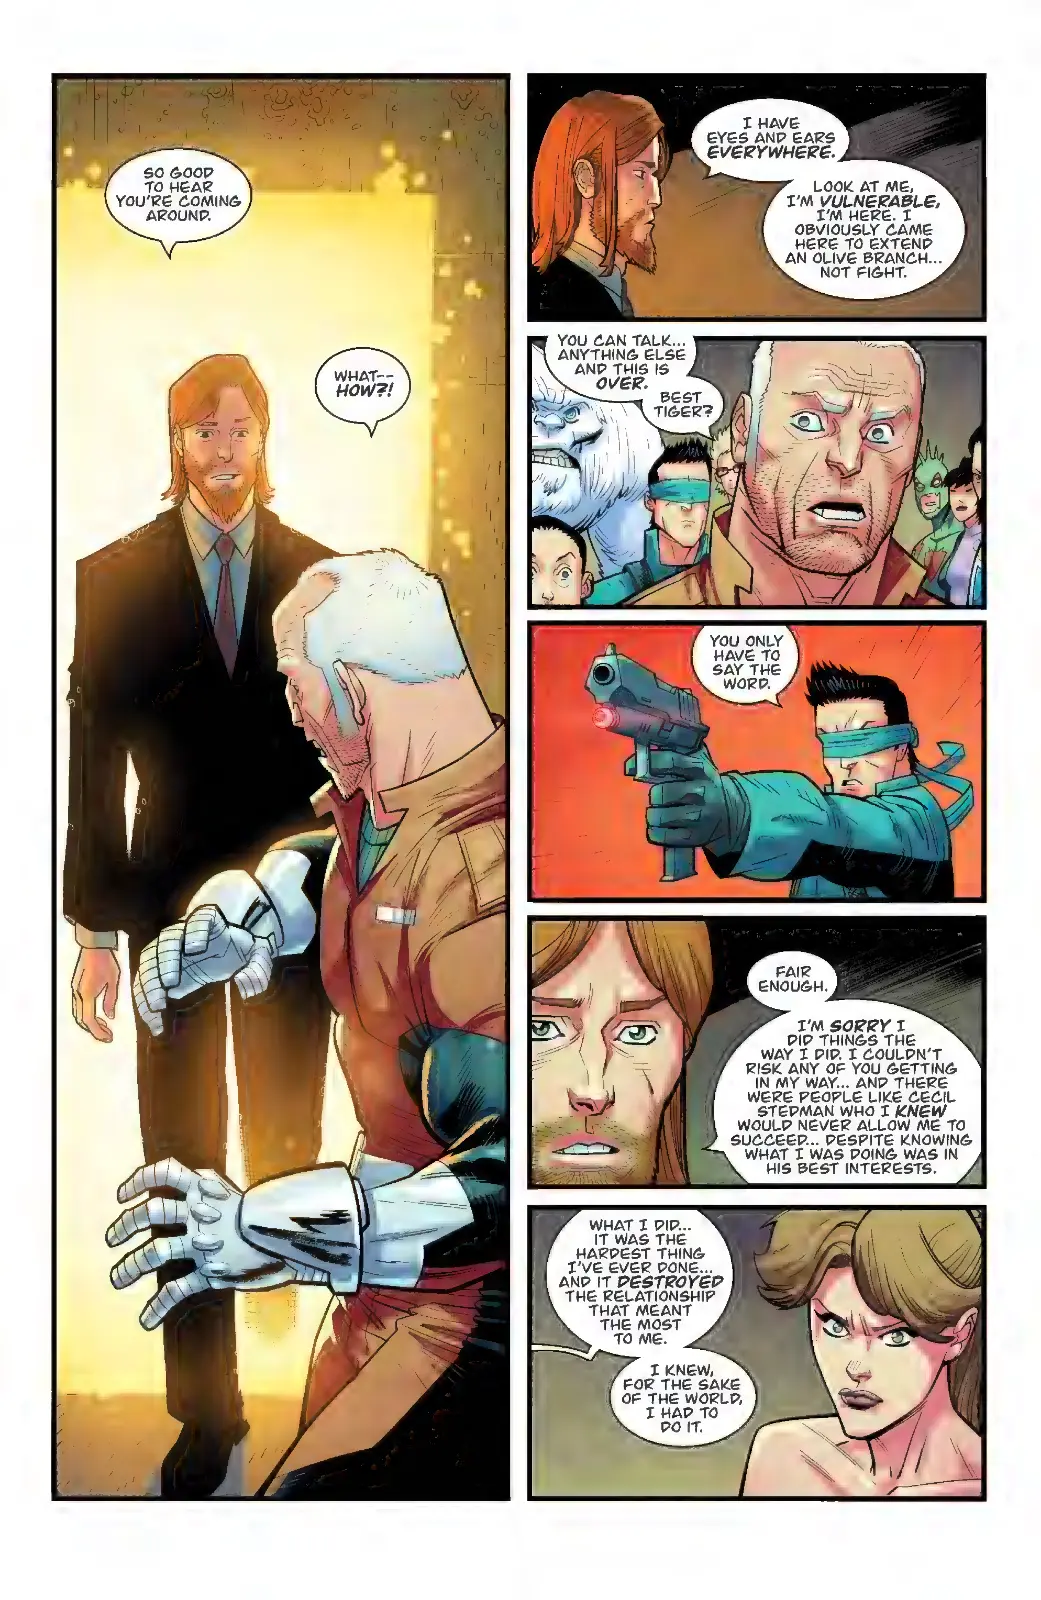 SO GOOD
TO HEAR
YOU'RE COMING
AROUND.
WHAT--
HOW?!
I HAVE
EYES AND EARS
EVERYWHERE.
LOOK AT ME,
I'M VULNERABLE,
I'M HERE. I
OBVIOUSLY CAME
HERE TO EXTEND
AN OLIVE BRANCH...
NOT FIGHT.
YOU CAN TALK...
ANYTHING ELSE
AND THIS IS
OVER.
BEST
TIGER?
YOU ONLY
HAVE TO
SAY THE
WORD.
FAIR
ENOUGH.
I'M SORRY I
DID THINGS THE
WAY I DID. I COULDN'T
RISK ANY OF YOU GETTING
IN MY WAY... AND THERE
WERE PEOPLE LIKE CECIL
STEDMAN WHO I KNEW
WOULD NEVER ALLOW ME TO
SUCCEED... DESPITE KNOWING
WHAT I WAS DOING WAS IN
HIS BEST INTERESTS.
WHAT I DID...
IT WAS THE
HARDEST THING
I'VE EVER DONE...
AND IT DESTROYED
THE RELATIONSHIP
THAT MEANT
THE MOST
TO ME.
I KNEW,
FOR THE SAKE
OF THE WORLD,
I HAD TO
DO IT.